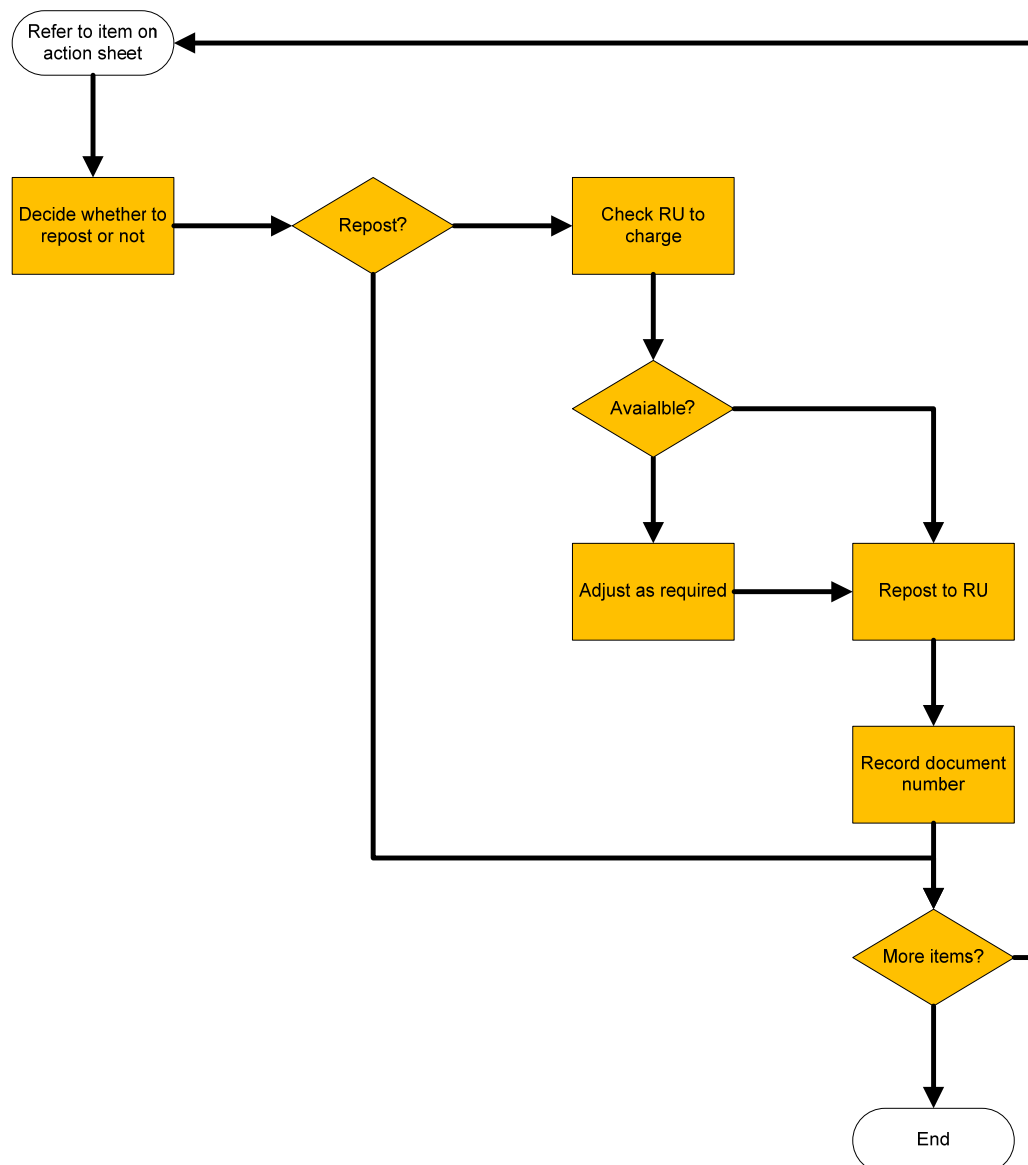 Refer to item on
action sheet
Decide whether to
repost or not
Repost?
Check RU to
charge
Avaialble?
Adjust as required
Repost to RU
Record document
number
More items?
End